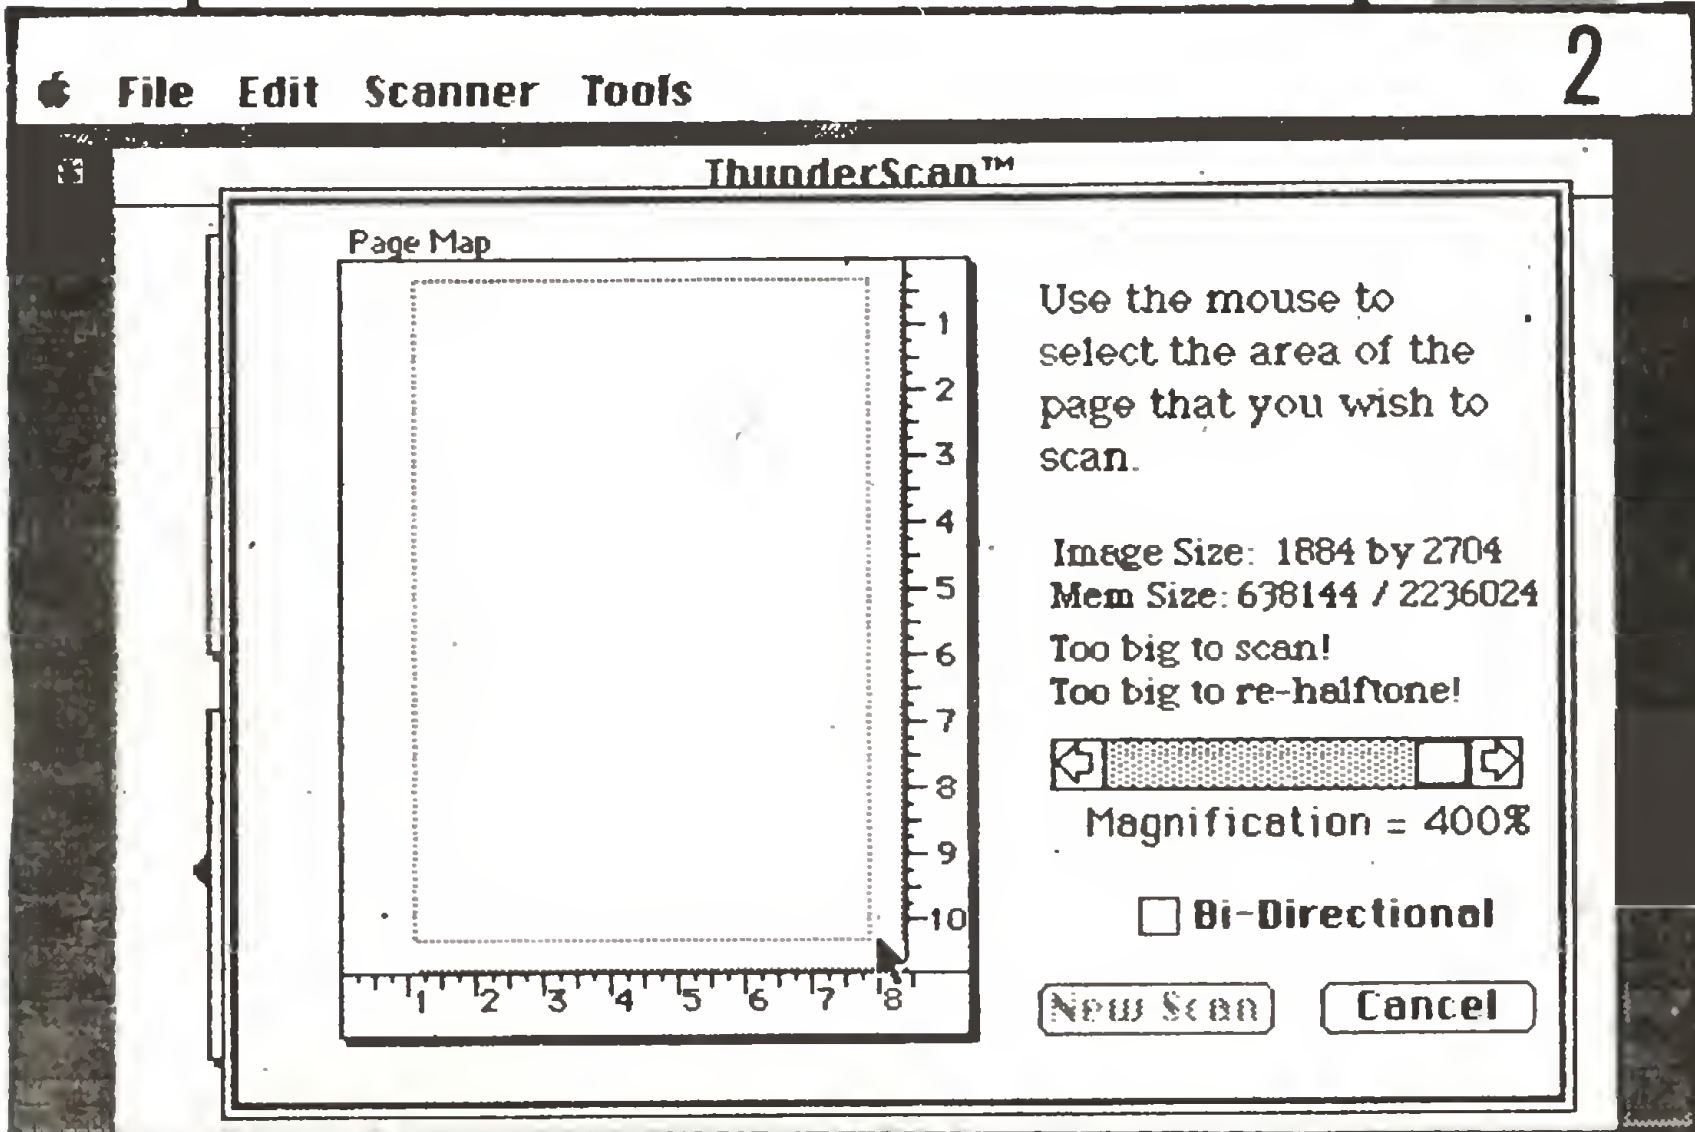 2
File Edit Scanner Tools
ThunderScan™
Page Map
1
2
3
4
5
6
7
8
9
10
1 2 3 4 5 6 7 8
Use the mouse to
select the area of the
page that you wish to
scan.
Image Size: 1884 by 2704
Mem Size: 638144 / 2236024
Too big to scan!
Too big to re-halftone!
Magnification = 400%
Bi-Directional
New Scan Cancel